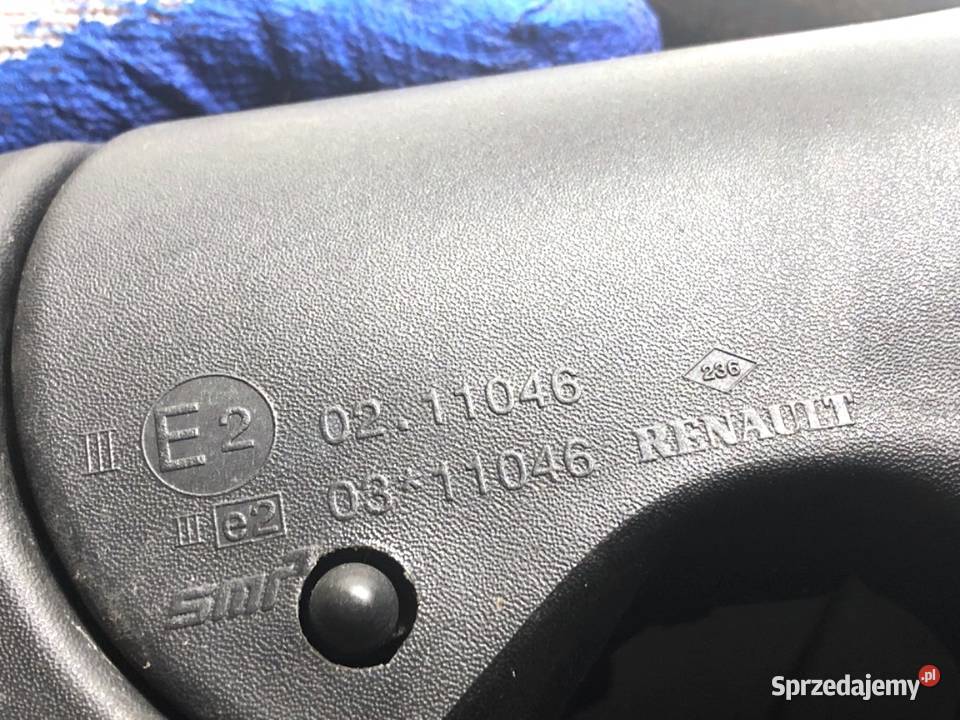 236
III E2 02.11046
RENAULT
III e2 03*11046
smr
Sprzedajemy.pl